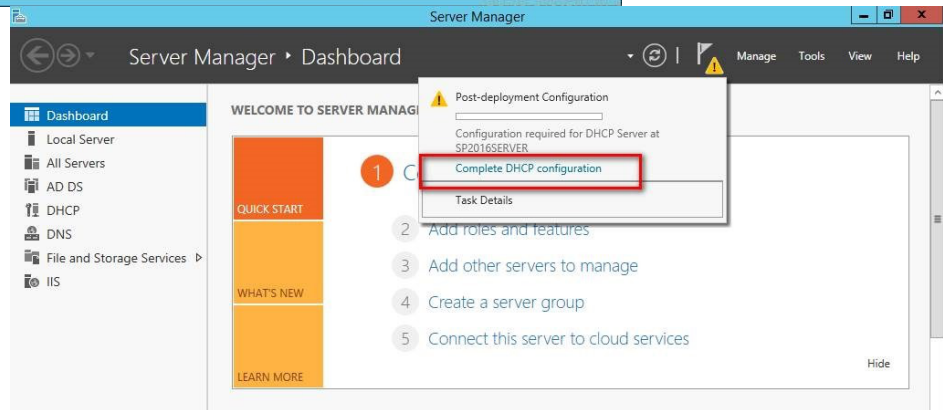 Server Manager
Server Manager • Dashboard
Manage Tools View Help
Dashboard
Local Server
All Servers
AD DS
DHCP
DNS
File and Storage Services
IIS
WELCOME TO SERVER MANAG
Post-deployment Configuration
Configuration required for DHCP Server at
SP2016SERVER
Complete DHCP configuration
Task Details
QUICK START
WHAT'S NEW
LEARN MORE
1 C
2 Add roles and features
3 Add other servers to manage
4 Create a server group
5 Connect this server to cloud services
Hide